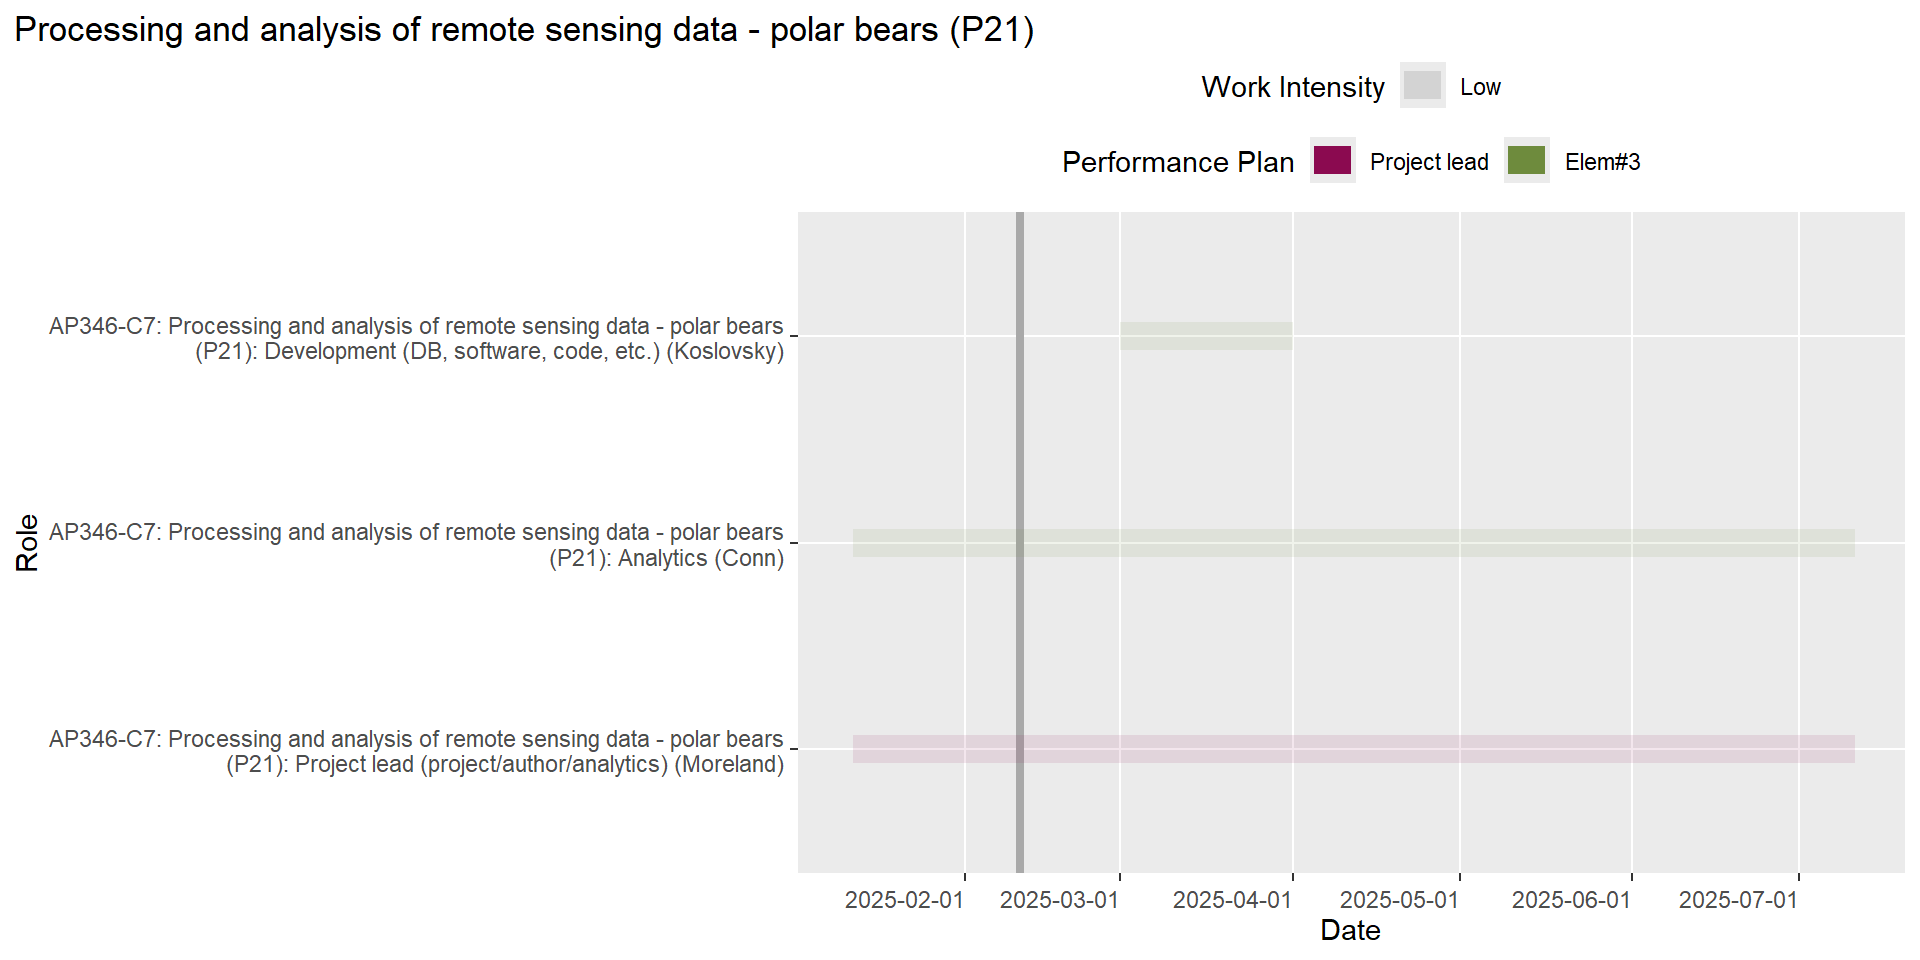 Processing and analysis of remote sensing data - polar bears (P21)
Work Intensity Low
Performance Plan Project lead Elem#3
AP346-C7: Processing and analysis of remote sensing data - polar bears
(P21): Development (DB, software, code, etc.) (Koslovsky)
AP346-C7: Processing and analysis of remote sensing data - polar bears
(P21): Analytics (Conn)
AP346-C7: Processing and analysis of remote sensing data - polar bears
(P21): Project lead (project/author/analytics) (Moreland)
Role
2025-02-01 2025-03-01 2025-04-01 2025-05-01 2025-06-01 2025-07-01
Date